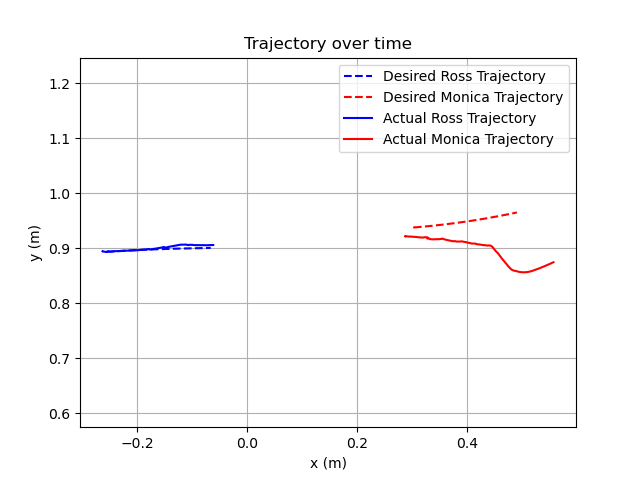 Trajectory over time
Desired Ross Trajectory
Desired Monica Trajectory
Actual Ross Trajectory
Actual Monica Trajectory
y (m)
1.2
1.1
1.0
0.9
0.8
0.7
0.6
−0.2
0.0
0.2
0.4
x (m)